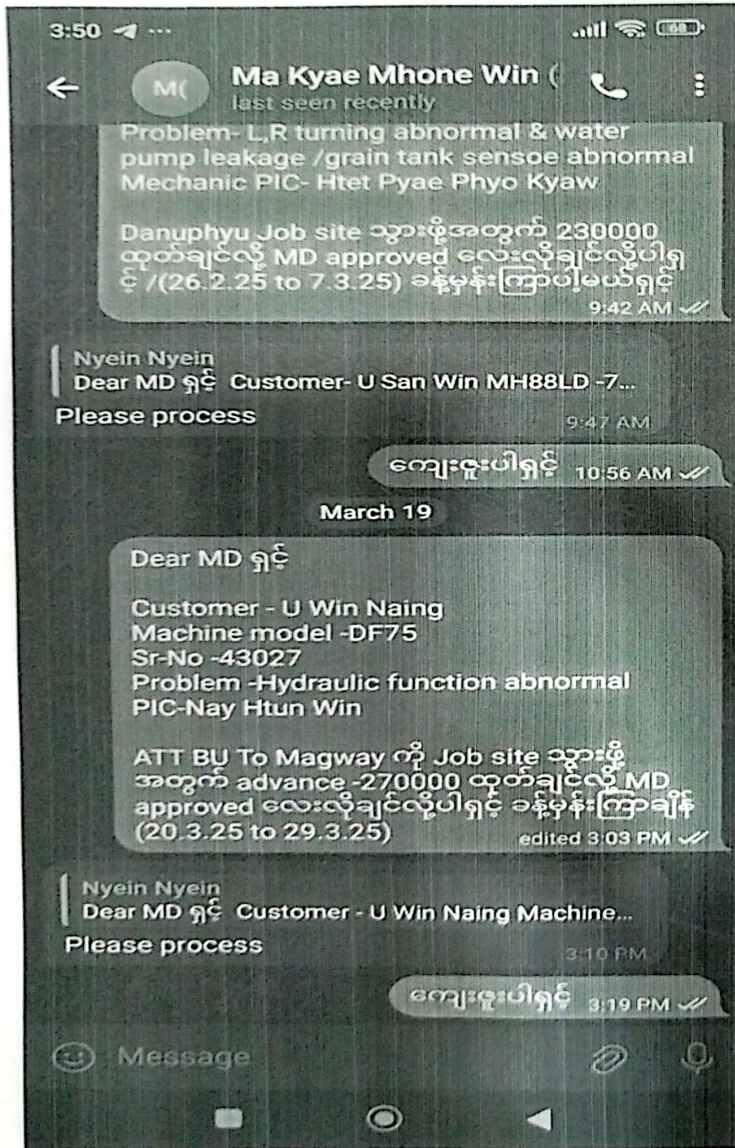 3:50
68
M(
Ma Kyae Mhone Win (
last seen recently
Problem- L,R turning abnormal & water
pump leakage /grain tank sensoe abnormal
Mechanic PIC- Htet Pyae Phyo Kyaw
Danuphyu Job site သွားဖို့အတွက် 230000
ထုတ်ချင်လို့ MD approved လေးလိုချင်လို့ပါရှ
င့် /(26.2.25 to 7.3.25) ခန့်မှန်းကြာပါ့မယ်ရှင့်
9:42 AM
Nyein Nyein
Dear MD ရှင့် Customer- U San Win MH88LD -7...
Please process
9:47 AM
ကျေးဇူးပါရှင့် 10:56 AM
March 19
Dear MD ရှင့်
Customer - U Win Naing
Machine model -DF75
Sr-No -43027
Problem -Hydraulic function abnormal
PIC-Nay Htun Win
ATT BU To Magway ကို Job site သွားဖို့
အတွက် advance -270000 ထုတ်ချင်လို့ MD
approved လေးလိုချင်လို့ပါရှင့် ခန့်မှန်းကြာချိန်
(20.3.25 to 29.3.25)
edited 3:03 PM
Nyein Nyein
Dear MD ရှင့် Customer - U Win Naing Machine...
Please process
3:10 PM
ကျေးဇူးပါရှင့် 3:19 PM
Message